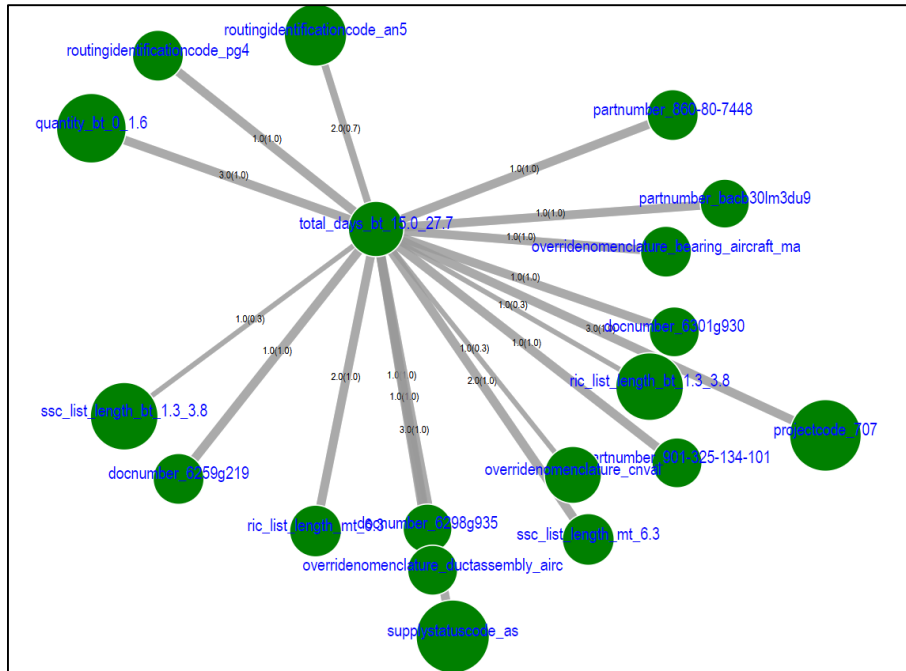 routingidentificationcode_an5
routingidentificationcode_pg4
partnumber_860-80-7448
quantity_bt_0_1.6
2.0(0.7)
1.0(1.0)
1.0(1.0)
3.0(1.0)
partnumber_bacb30lm3du9
1.0(1.0)
total_days_bt_15.0_27.7
1.0(1.0)
overridenomenclature_bearing_aircraft_ma
1.0(1.0)
1.0(0.3)
docnumber_6301g930
1.0(0.3)
3.0(1.0)
1.0(1.0)
1.0(0.3)
1.0(1.0)
2.0(1.0)
1.0(1.0)
2.0(1.0)
ric_list_length_bt_1.3_3.8
1.0(1.0)
ssc_list_length_bt_1.3_3.8
3.0(1.0)
projectcode_707
docnumber_6259g219
overridenomenclature_cnval
artnumber_901-325-134-101
ric_list_length_mt_6.3
docnumber_6298g935
ssc_list_length_mt_6.3
overridenomenclature_ductassembly_airc
supplystatuscode_as